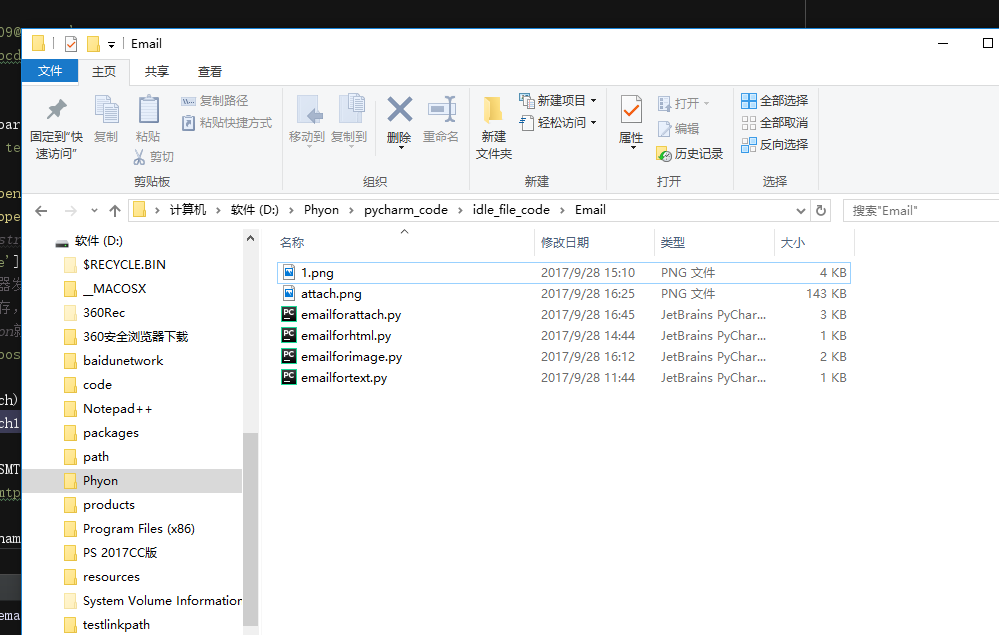 Email
文件 主页 共享 查看
固定到“快速访问”
复制
粘贴
复制路径
粘贴快捷方式
剪切
剪贴板
移动到
复制到
删除
重命名
组织
新建文件夹
新建项目
轻松访问
新建
属性
打开
编辑
历史记录
打开
全部选择
全部取消
反向选择
选择
计算机 › 软件 (D:) › Phyon › pycharm_code › idle_file_code › Email
搜索"Email"
软件 (D:)
$RECYCLE.BIN
__MACOSX
360Rec
360安全浏览器下载
baidunetwork
code
Notepad++
packages
path
Phyon
products
Program Files (x86)
PS 2017CC版
resources
System Volume Information
testlinkpath
名称 修改日期 类型 大小
1.png 2017/9/28 15:10 PNG 文件 4 KB
attach.png 2017/9/28 16:25 PNG 文件 143 KB
emailforattach.py 2017/9/28 16:45 JetBrains PyChar... 3 KB
emailforhtml.py 2017/9/28 14:44 JetBrains PyChar... 1 KB
emailforimage.py 2017/9/28 16:12 JetBrains PyChar... 2 KB
emailfortext.py 2017/9/28 11:44 JetBrains PyChar... 1 KB